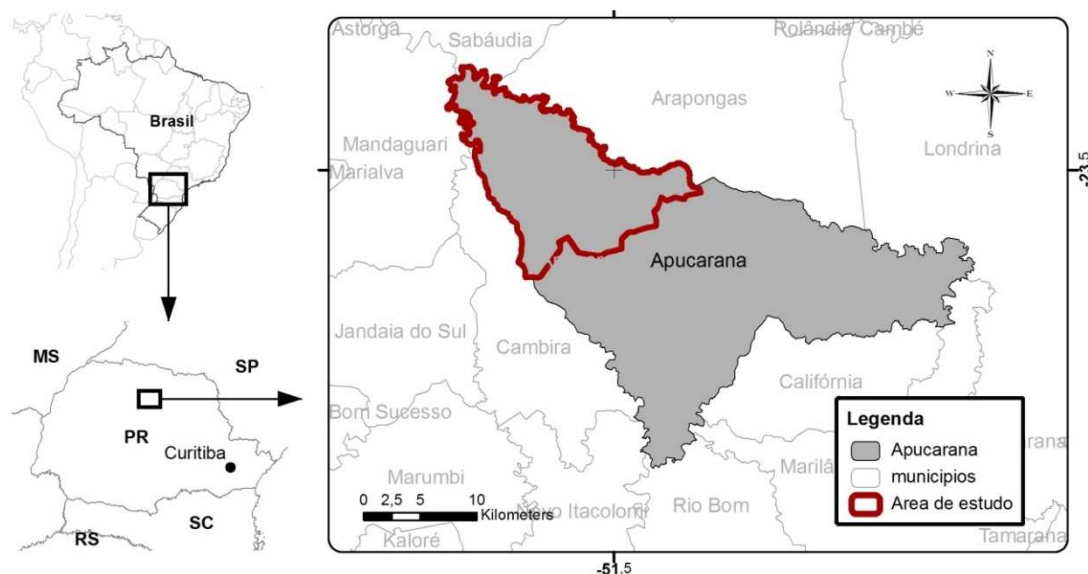 Brasil
MS
SP
PR
Curitiba
SC
RS
Astorga
Sabáudia
Rolândia
Cambé
Arapongas
N
W
E
S
Mandaguari
Marialva
Londrina
-23.5
Apucarana
Jandaia do Sul
Cambira
Califórnia
Bom Sucesso
Marumbi
Novo Itacolomi
Rio Bom
Kaloré
Tamarana
0 2,5 5 10
Kilometers
Legenda
Apucarana
municipios
Area de estudo
-51.5